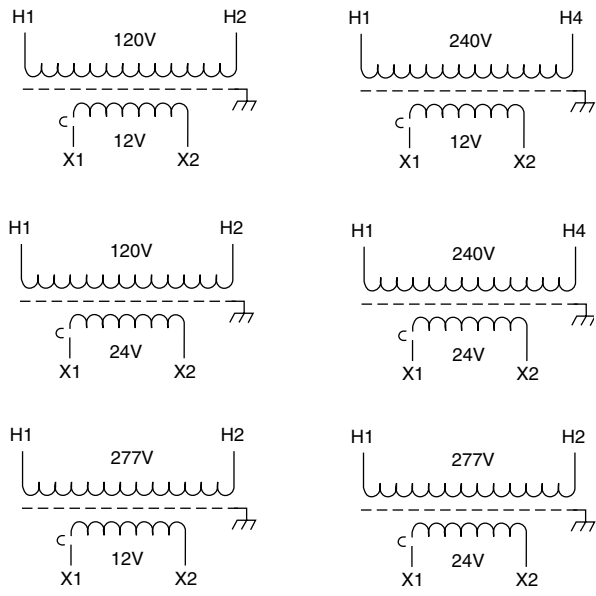 H1 H2 H1 H4
120V 240V
12V 12V
X1 X2 X1 X2
H1 H2 H1 H4
120V 240V
24V 24V
X1 X2 X1 X2
H1 H2 H1 H2
277V 277V
12V 24V
X1 X2 X1 X2